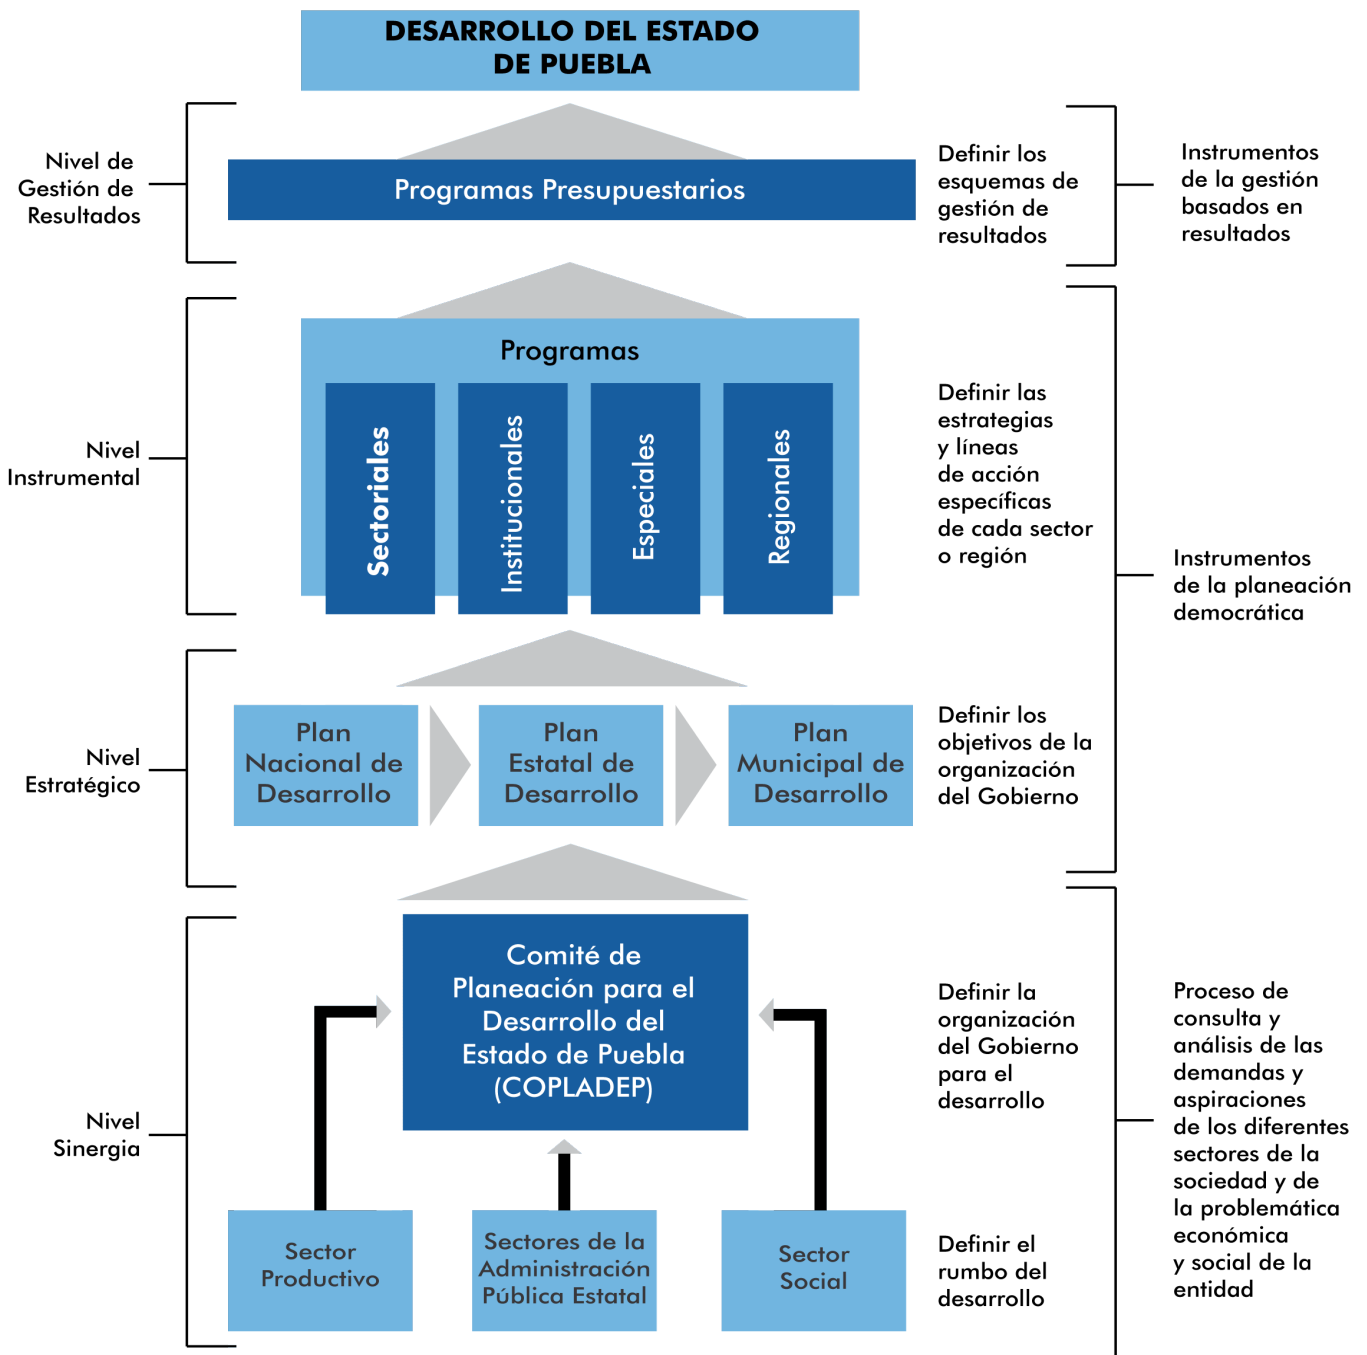 DESARROLLO DEL ESTADO
DE PUEBLA
Nivel de
Gestión de
Resultados
Programas Presupuestarios
Definir los
esquemas de
gestión de
resultados
Instrumentos
de la gestión
basados en
resultados
Nivel
Instrumental
Programas
Sectoriales
Institucionales
Especiales
Regionales
Definir las
estrategias
y líneas
de acción
específicas
de cada sector
o región
Instrumentos
de la planeación
democrática
Nivel
Estratégico
Plan
Nacional de
Desarrollo
Plan
Estatal de
Desarrollo
Plan
Municipal de
Desarrollo
Definir los
objetivos de la
organización
del Gobierno
Nivel
Sinergia
Comité de
Planeación para el
Desarrollo del
Estado de Puebla
(COPLADEP)
Definir la
organización
del Gobierno
para el
desarrollo
Sector
Productivo
Sectores de la
Administración
Pública Estatal
Sector
Social
Definir el
rumbo del
desarrollo
Proceso de
consulta y
análisis de las
demandas y
aspiraciones
de los diferentes
sectores de la
sociedad y de
la problemática
económica
y social de la
entidad